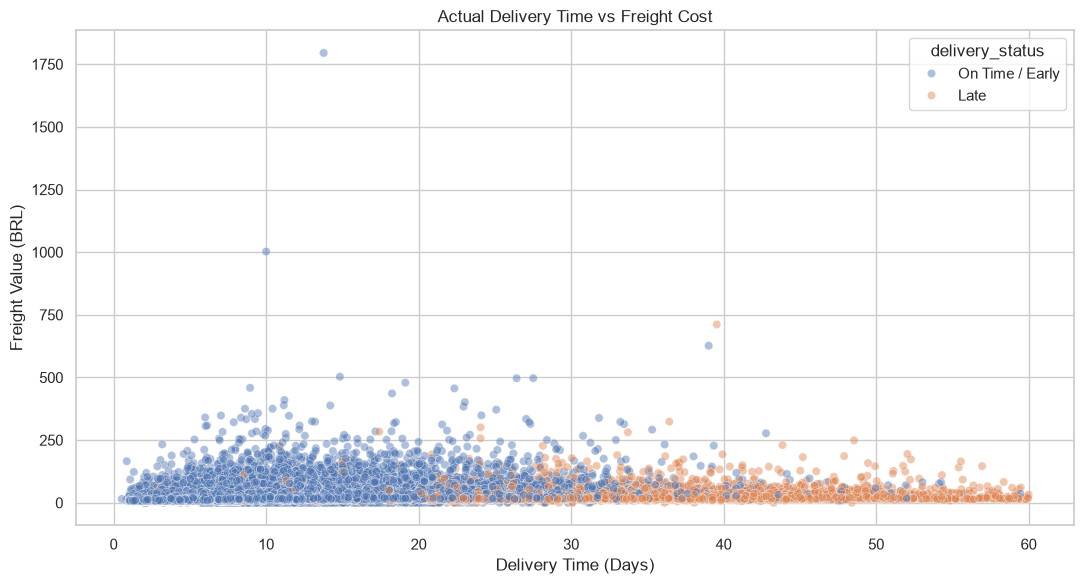 Actual Delivery Time vs Freight Cost
delivery_status
On Time / Early
Late
Freight Value (BRL)
1750
1500
1250
1000
750
500
250
0
0 10 20 30 40 50 60
Delivery Time (Days)